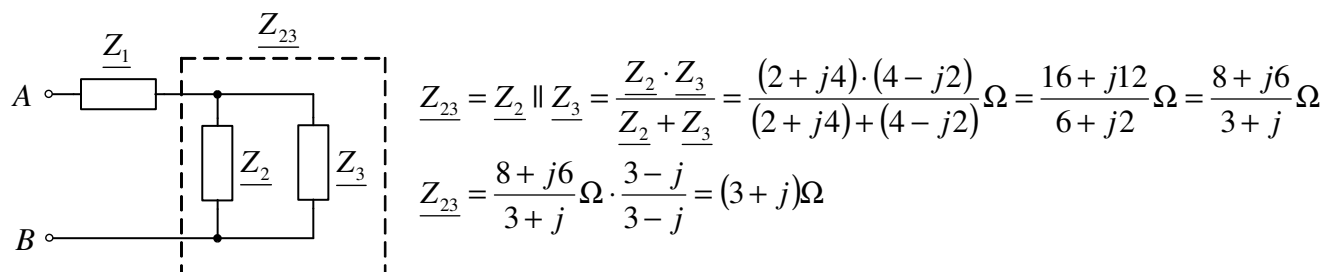 Z₂₃
Z₁
A
Z₂
Z₃
B
Z₂₃ = Z₂ || Z₃ = (Z₂ · Z₃)/(Z₂ + Z₃) = ((2 + j4) · (4 − j2))/((2 + j4) + (4 − j2)) Ω = (16 + j12)/(6 + j2) Ω = (8 + j6)/(3 + j) Ω
Z₂₃ = (8 + j6)/(3 + j) Ω · (3 − j)/(3 − j) = (3 + j)Ω